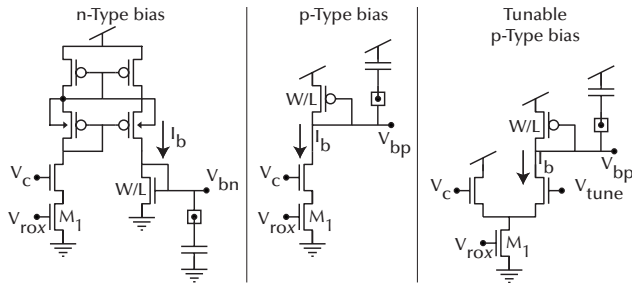 n-Type bias
I_b
V_c
W/L
V_bn
V_rox
M_1
p-Type bias
W/L
I_b
V_bp
V_c
V_rox
M_1
Tunable
p-Type bias
W/L
I_b
V_bp
V_c
V_tune
V_rox
M_1